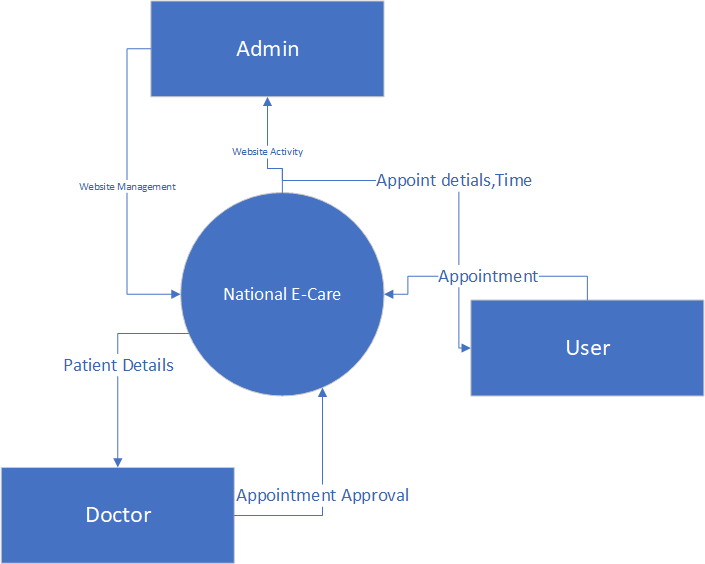 Admin
Website Activity
Appoint detials,Time
Website Management
Appointment
National E-Care
User
Patient Details
Appointment Approval
Doctor